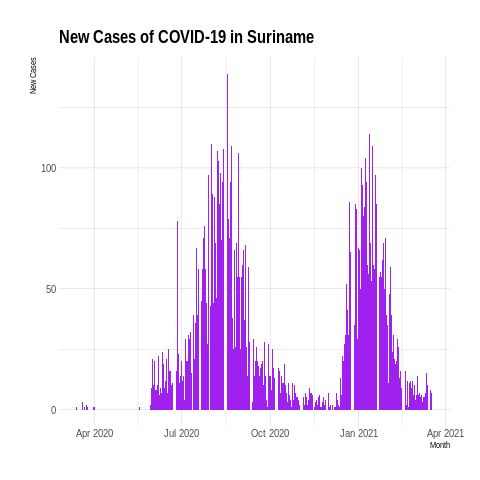 New Cases of COVID-19 in Suriname
New Cases
100
50
0
Apr 2020 Jul 2020 Oct 2020 Jan 2021 Apr 2021
Month